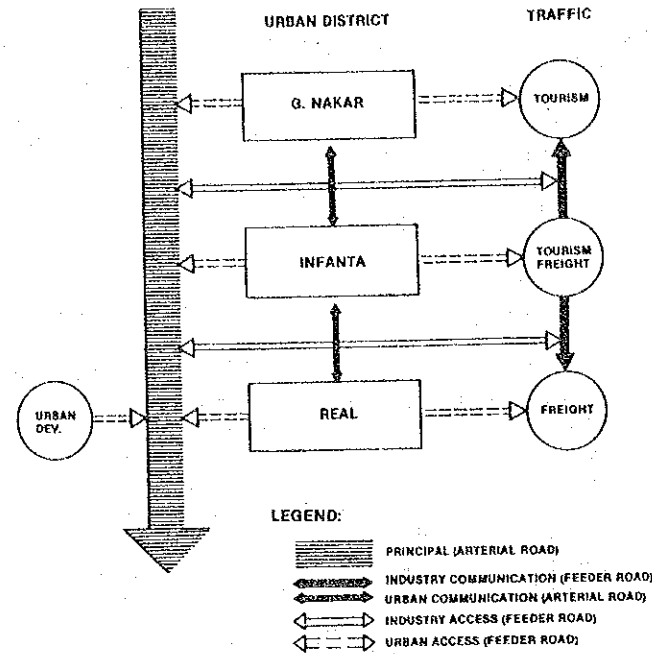 URBAN DISTRICT
TRAFFIC
G. NAKAR
TOURISM
INFANTA
TOURISM
FREIGHT
URBAN
DEV.
REAL
FREIGHT
LEGEND:
PRINCIPAL (ARTERIAL ROAD)
INDUSTRY COMMUNICATION (FEEDER ROAD)
URBAN COMMUNICATION (ARTERIAL ROAD)
INDUSTRY ACCESS (FEEDER ROAD)
URBAN ACCESS (FEEDER ROAD)